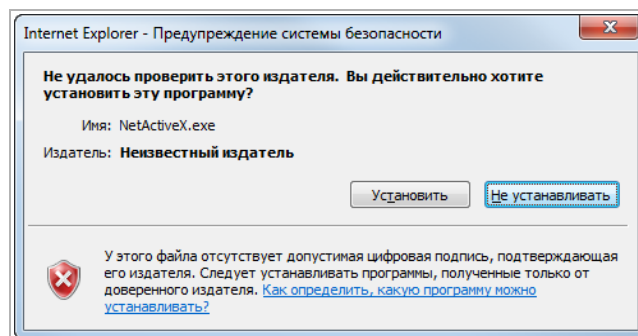 Internet Explorer - Предупреждение системы безопасности
Не удалось проверить этого издателя. Вы действительно хотите
установить эту программу?
Имя: NetActiveX.exe
Издатель: Неизвестный издатель
Установить
Не устанавливать
У этого файла отсутствует допустимая цифровая подпись, подтверждающая
его издателя. Следует устанавливать программы, полученные только от
доверенного издателя. Как определить, какую программу можно
устанавливать?